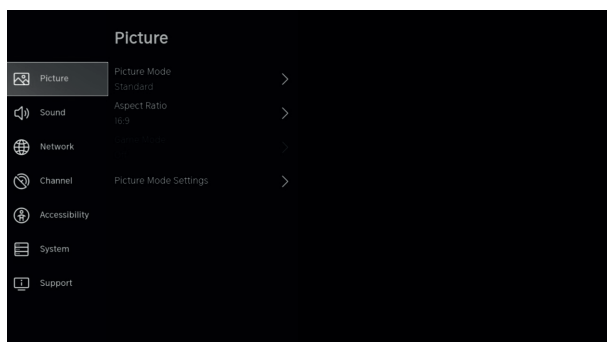 Picture
Picture
Sound
Network
Channel
Accessibility
System
Support
Picture Mode
Standard
Aspect Ratio
16:9
Picture Mode Settings